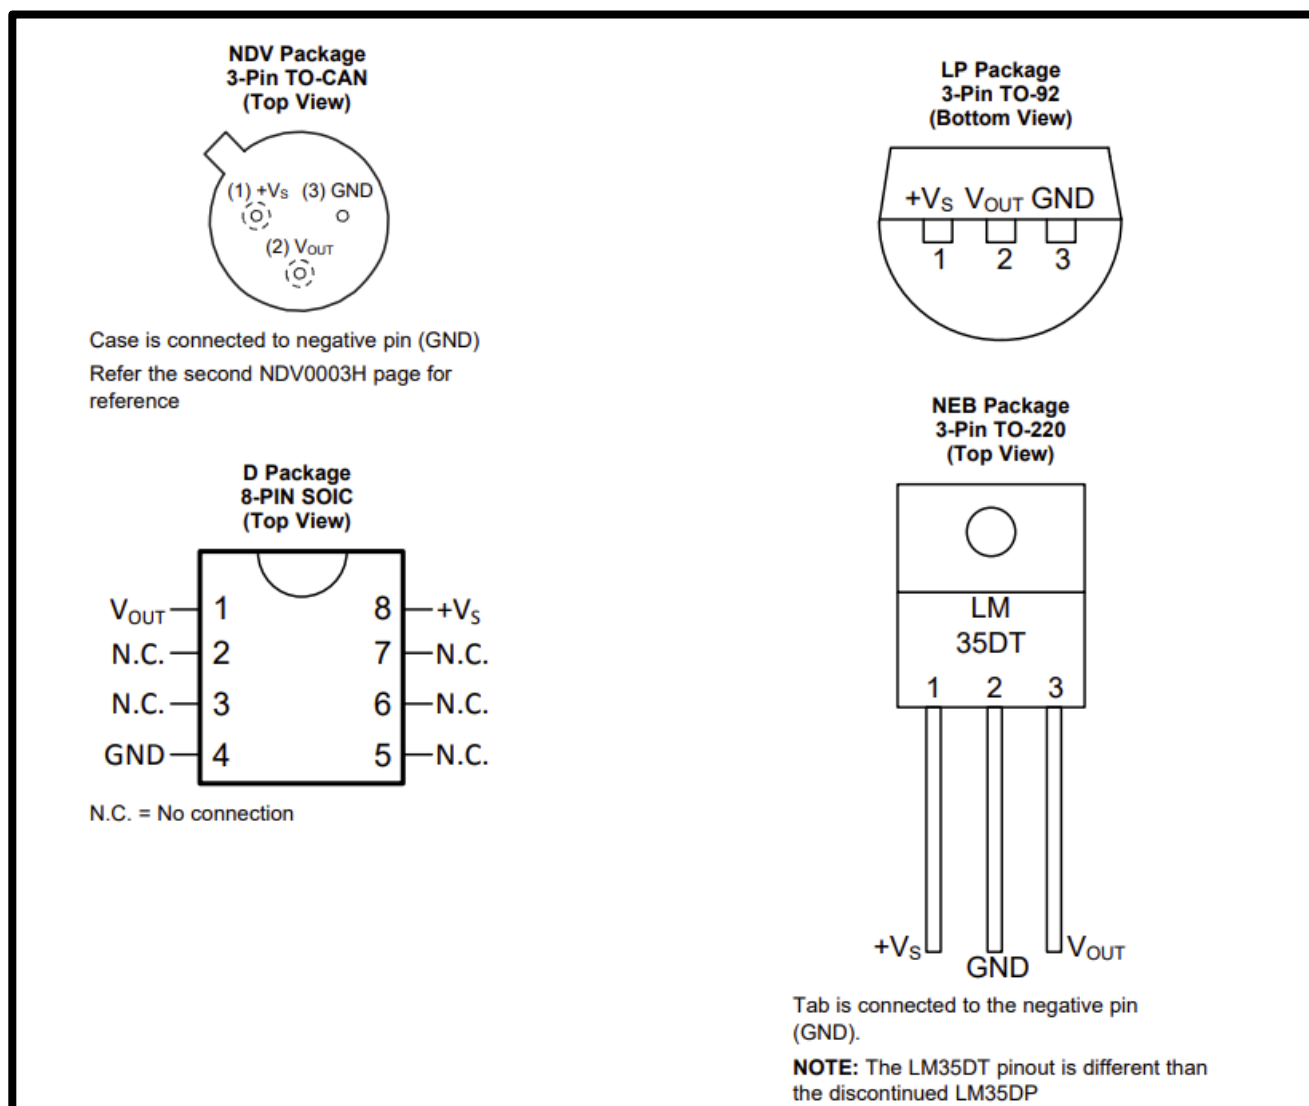 NDV Package
3-Pin TO-CAN
(Top View)
(1) +VS (3) GND
(2) VOUT
Case is connected to negative pin (GND)
Refer the second NDV0003H page for
reference
D Package
8-PIN SOIC
(Top View)
VOUT 1 8 +VS
N.C. 2 7 N.C.
N.C. 3 6 N.C.
GND 4 5 N.C.
N.C. = No connection
LP Package
3-Pin TO-92
(Bottom View)
+VS VOUT GND
1 2 3
NEB Package
3-Pin TO-220
(Top View)
LM
35DT
1 2 3
+VS GND VOUT
Tab is connected to the negative pin
(GND).
NOTE: The LM35DT pinout is different than
the discontinued LM35DP